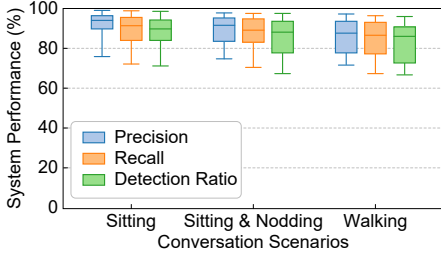 System Performance (%)
100
80
60
40
20
0
Precision
Recall
Detection Ratio
Sitting
Sitting & Nodding
Walking
Conversation Scenarios